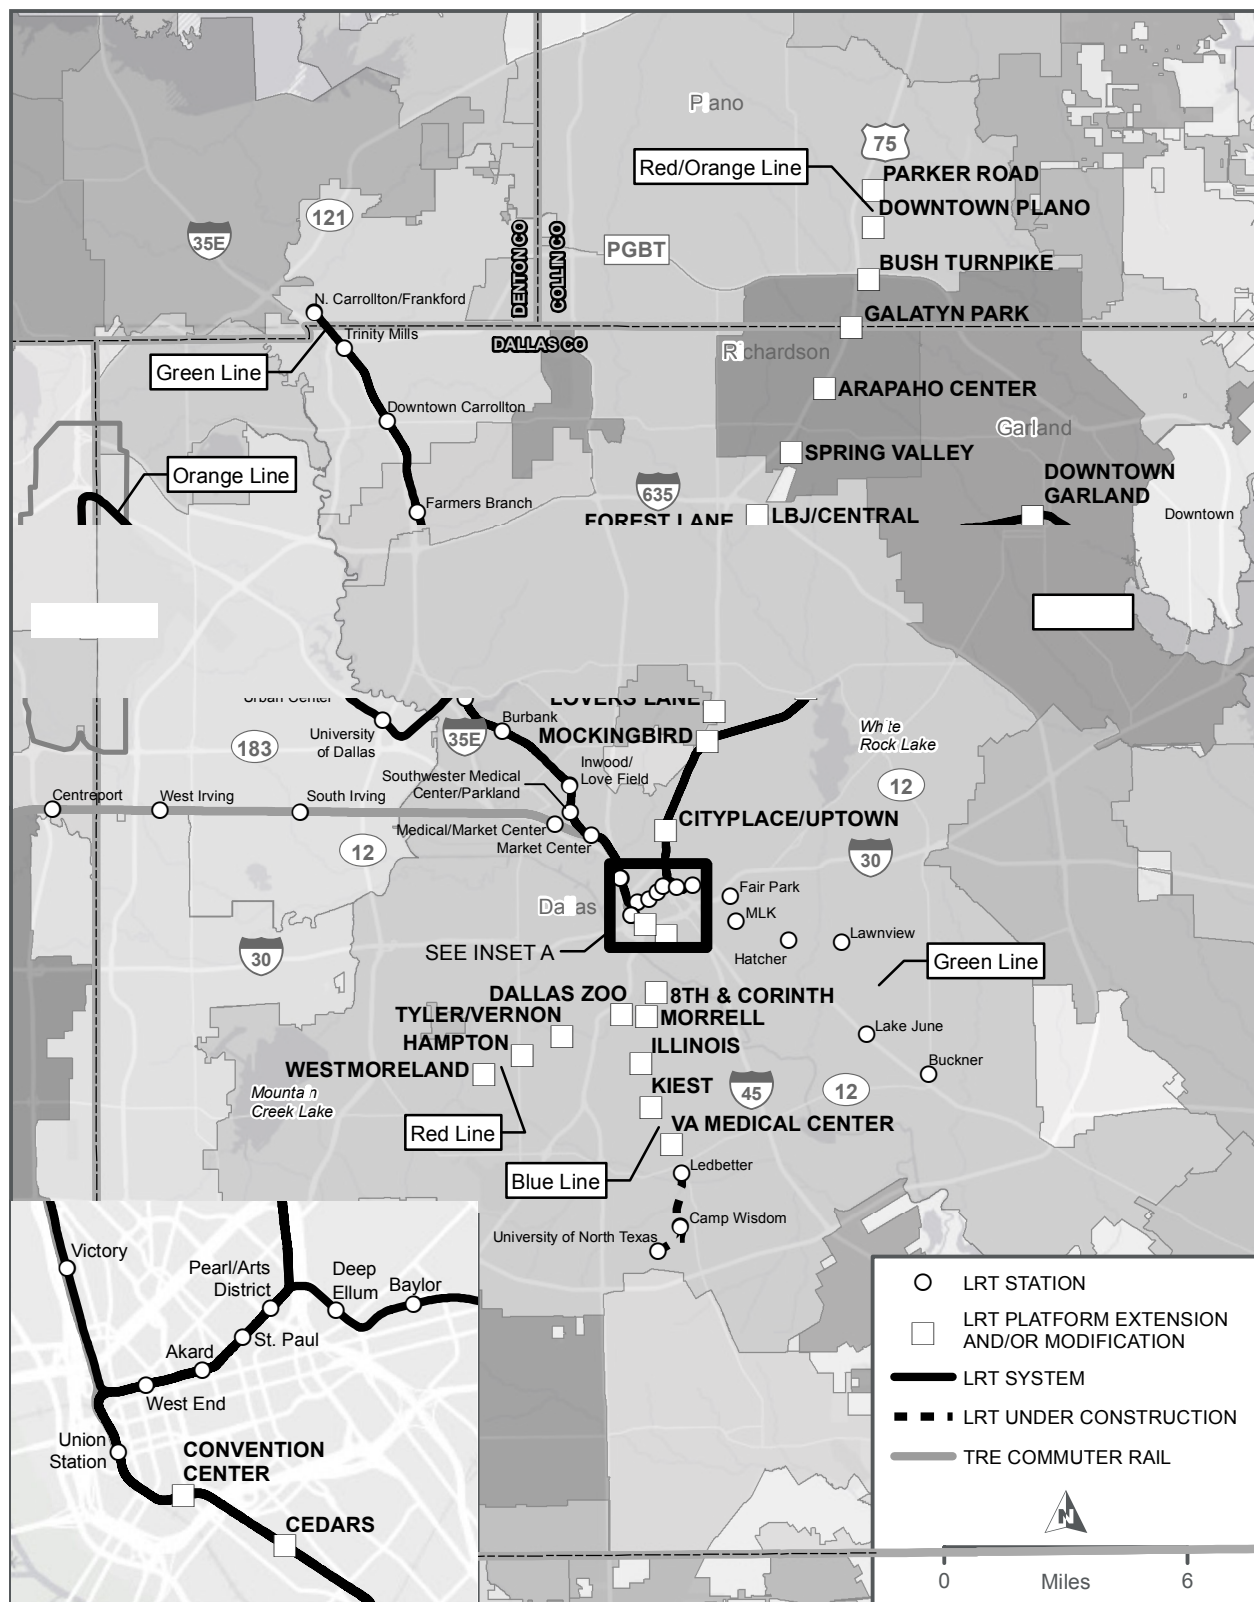 Plano
75
Red/Orange Line
PARKER ROAD
DOWNTOWN PLANO
121
35E
DENTON CO
COLLIN CO
PGBT
BUSH TURNPIKE
N. Carrollton/Frankford
GALATYN PARK
Trinity Mills
DALLAS CO
Richardson
Green Line
ARAPAHO CENTER
Downtown Carrollton
Garland
SPRING VALLEY
Orange Line
DOWNTOWN
GARLAND
635
Farmers Branch
Downtown
FOREST LANE
LBJ/CENTRAL
Urban Center
LOVERS LANE
University
of Dallas
Burbank
35E
MOCKINGBIRD
White
Rock Lake
183
Inwood/
Love Field
Southwester Medical
Center/Parkland
12
Centreport
West Irving
South Irving
CITYPLACE/UPTOWN
Medical/Market Center
Market Center
12
30
Fair Park
Dallas
MLK
Lawnview
SEE INSET A
Hatcher
30
Green Line
DALLAS ZOO
8TH & CORINTH
TYLER/VERNON
MORRELL
Lake June
HAMPTON
ILLINOIS
WESTMORELAND
Buckner
KIEST
45
12
Mountain
Creek Lake
VA MEDICAL CENTER
Red Line
Blue Line
Ledbetter
Camp Wisdom
University of North Texas
Victory
Pearl/Arts
District
Deep
Ellum
Baylor
St. Paul
Akard
West End
Union
Station
CONVENTION
CENTER
CEDARS
LRT STATION
LRT PLATFORM EXTENSION
AND/OR MODIFICATION
LRT SYSTEM
LRT UNDER CONSTRUCTION
TRE COMMUTER RAIL
N
0 Miles 6